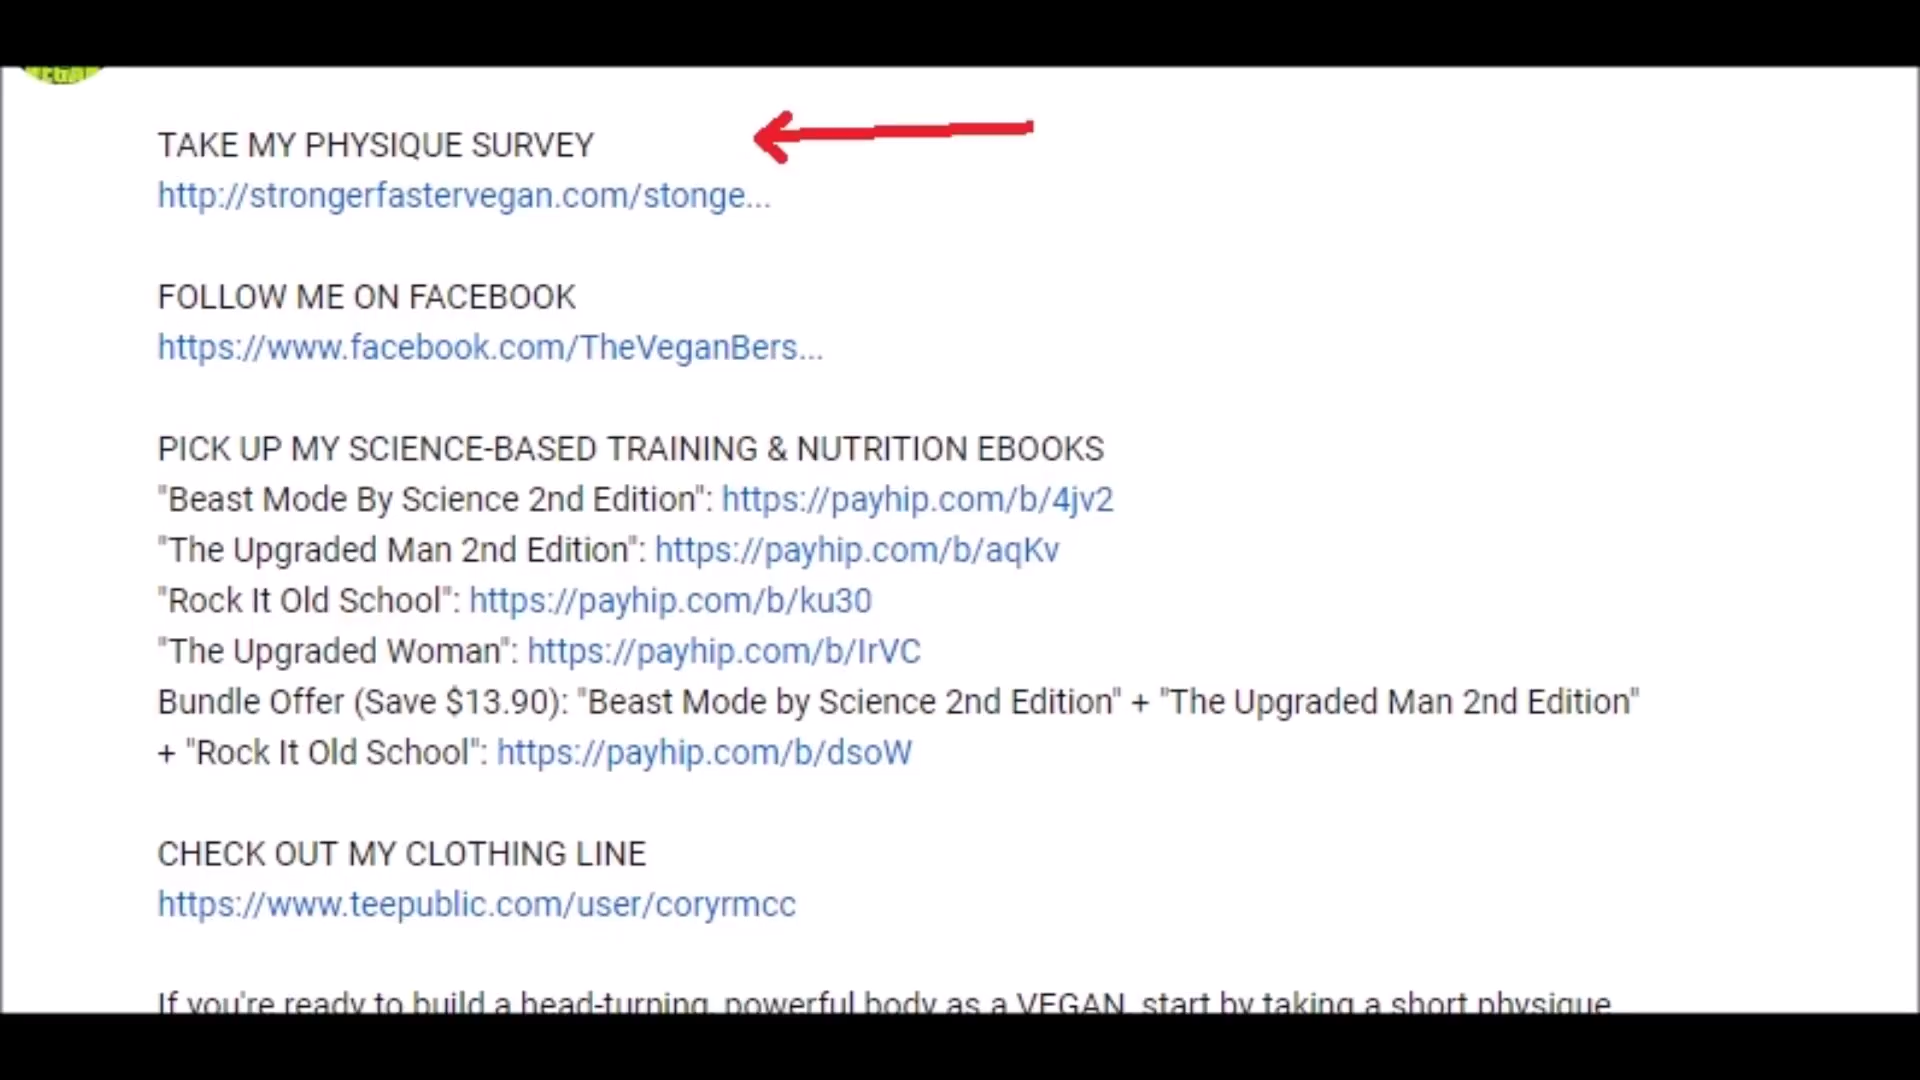 VEGAN
TAKE MY PHYSIQUE SURVEY
http://strongerfastervegan.com/stonge...
FOLLOW ME ON FACEBOOK
https://www.facebook.com/TheVeganBers...
PICK UP MY SCIENCE-BASED TRAINING & NUTRITION EBOOKS
"Beast Mode By Science 2nd Edition": https://payhip.com/b/4jv2
"The Upgraded Man 2nd Edition": https://payhip.com/b/aqKv
"Rock It Old School": https://payhip.com/b/ku30
"The Upgraded Woman": https://payhip.com/b/IrVC
Bundle Offer (Save $13.90): "Beast Mode by Science 2nd Edition" + "The Upgraded Man 2nd Edition"
+ "Rock It Old School": https://payhip.com/b/dsoW
CHECK OUT MY CLOTHING LINE
https://www.teepublic.com/user/coryrmcc
If you're ready to build a head-turning, powerful body as a VEGAN, start by taking a short physique